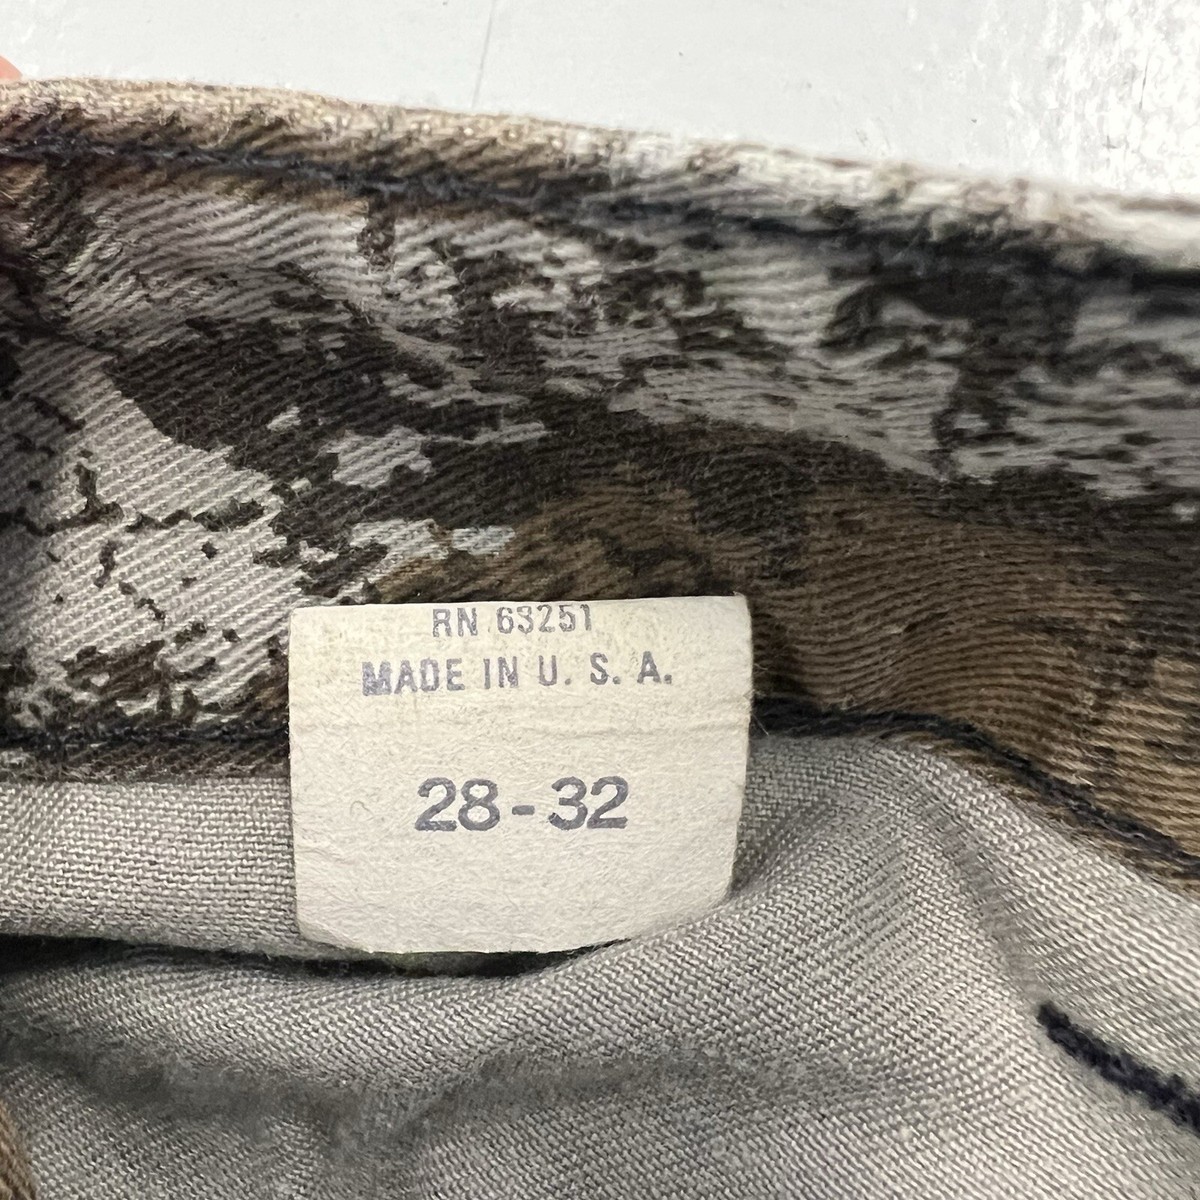 RN 63251
MADE IN U. S. A.
28-32